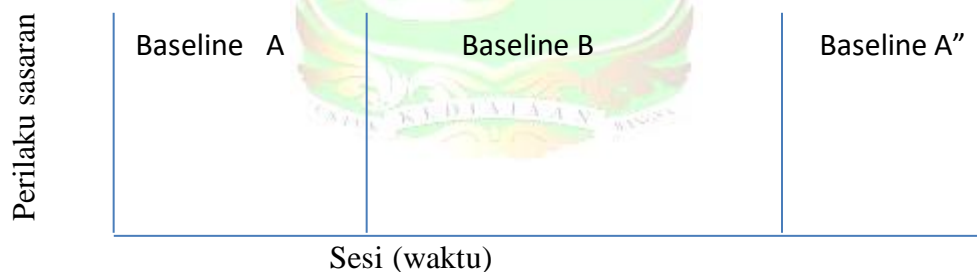 Perilaku sasaran
Baseline A
Baseline B
Baseline A”
Sesi (waktu)